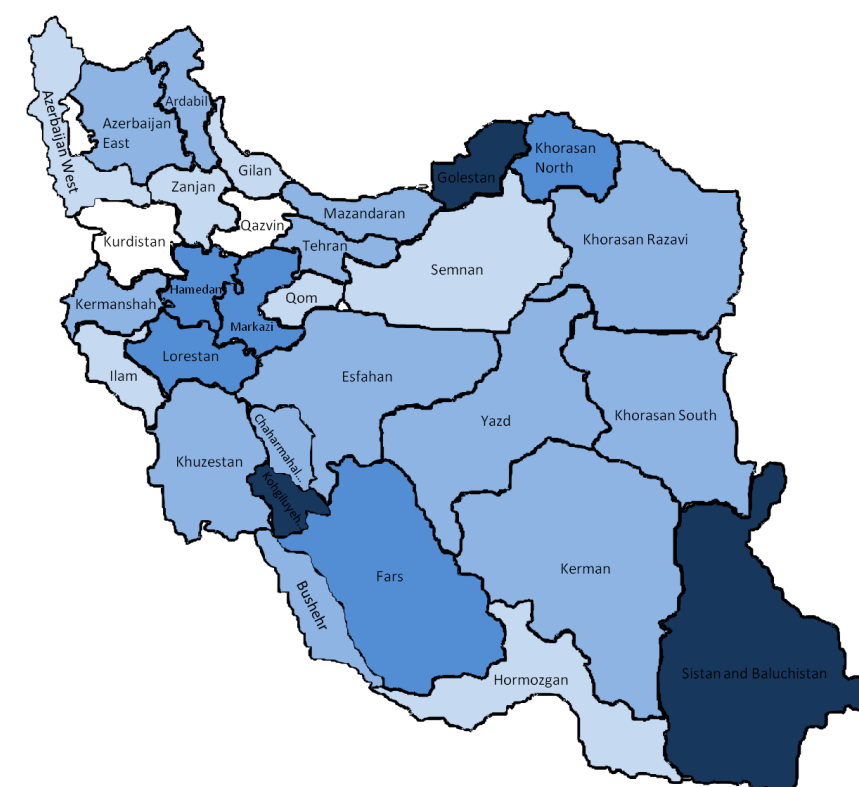 Azerbaijan West
Azerbaijan
East
Ardabil
Gilan
Zanjan
Kurdistan
Qazvin
Mazandaran
Golestan
Khorasan
North
Khorasan Razavi
Tehran
Semnan
Hamedan
Kermanshah
Qom
Markazi
Lorestan
Ilam
Esfahan
Yazd
Khorasan South
Chaharmahal...
Khuzestan
Kohgiluyeh...
Fars
Kerman
Bushehr
Hormozgan
Sistan and Baluchistan